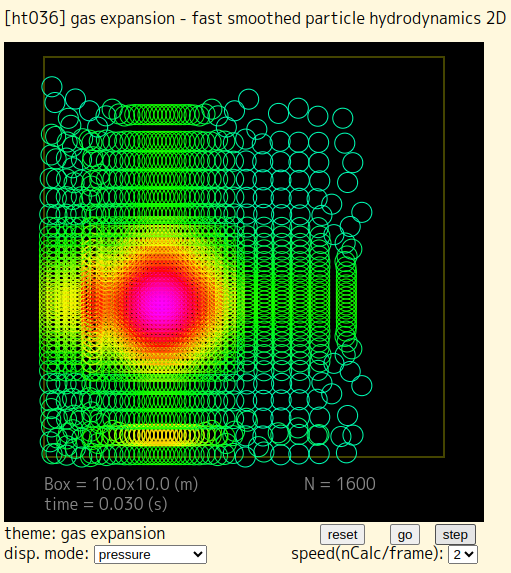 [ht036] gas expansion - fast smoothed particle hydrodynamics 2D
Box = 10.0x10.0 (m) N = 1600
time = 0.030 (s)
theme: gas expansion reset go step
disp. mode: pressure speed(nCalc/frame): 2